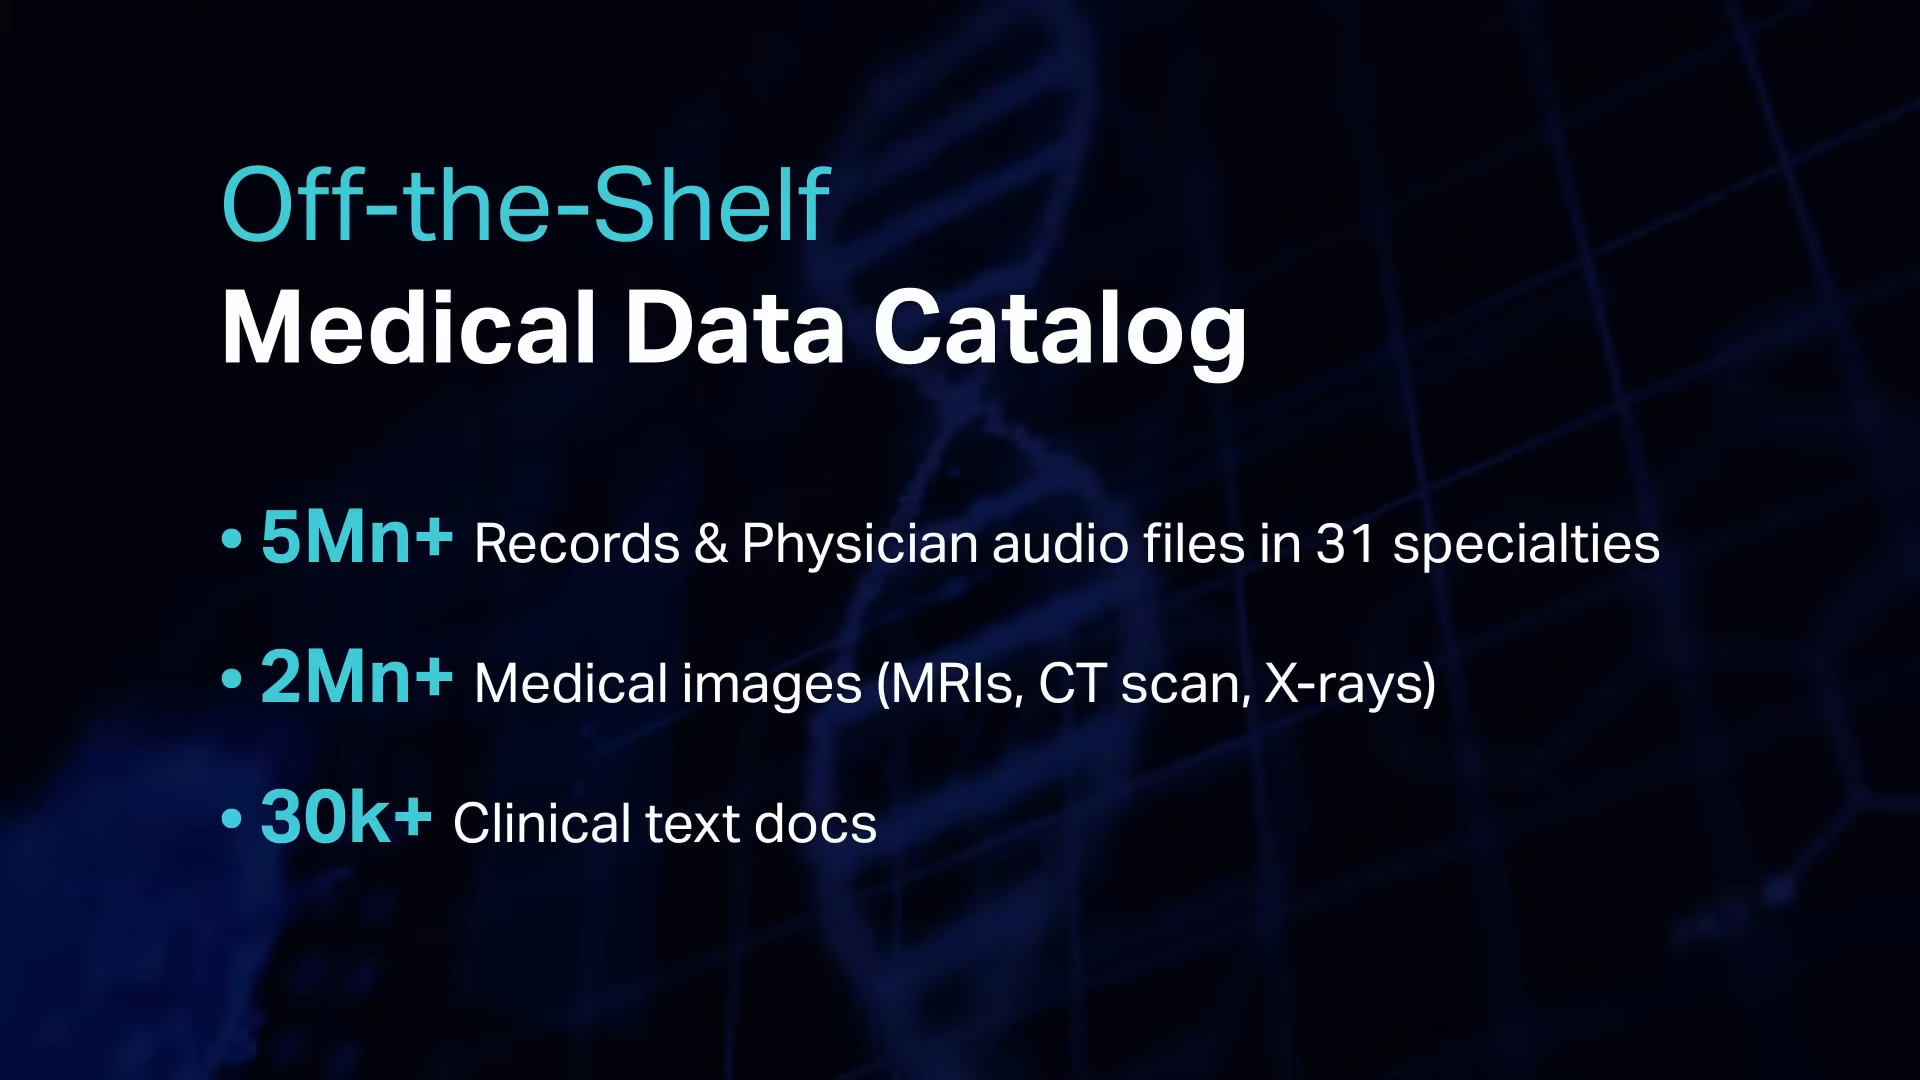 Off-the-Shelf
Medical Data Catalog
• 5Mn+ Records & Physician audio files in 31 specialties
• 2Mn+ Medical images (MRIs, CT scan, X-rays)
• 30k+ Clinical text docs